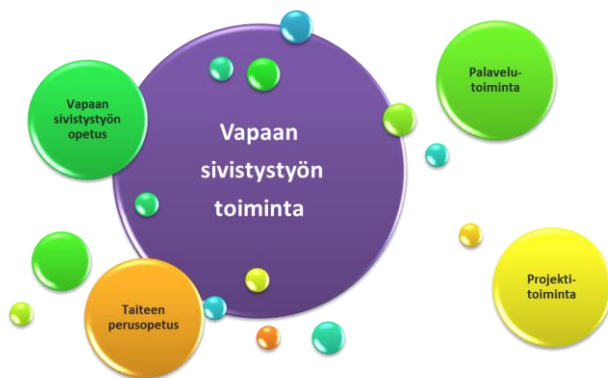 Vapaan
sivistystyön
opetus
Vapaan
sivistystyön
toiminta
Palavelu-
toiminta
Taiteen
perusopetus
Projekti-
toiminta